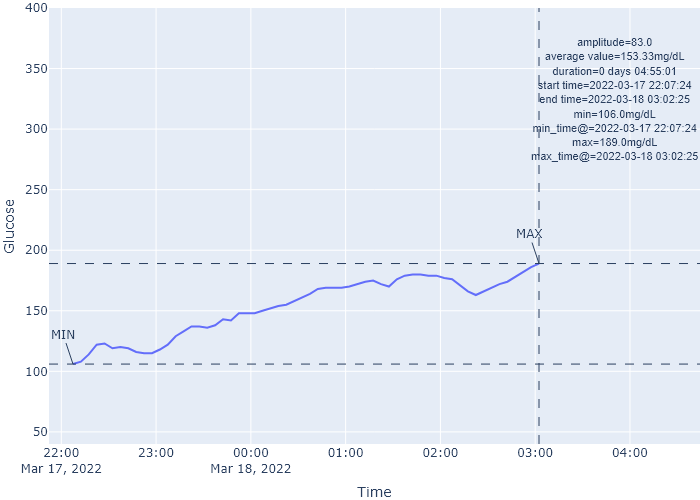 400
amplitude=83.0
average value=153.33mg/dL
duration=0 days 04:55:01
start time=2022-03-17 22:07:24
end time=2022-03-18 03:02:25
min=106.0mg/dL
min_time@=2022-03-17 22:07:24
max=189.0mg/dL
max_time@=2022-03-18 03:02:25
350
300
250
Glucose
MAX
200
150
MIN
100
50
22:00 23:00 00:00 01:00 02:00 03:00 04:00
Mar 17, 2022 Mar 18, 2022
Time